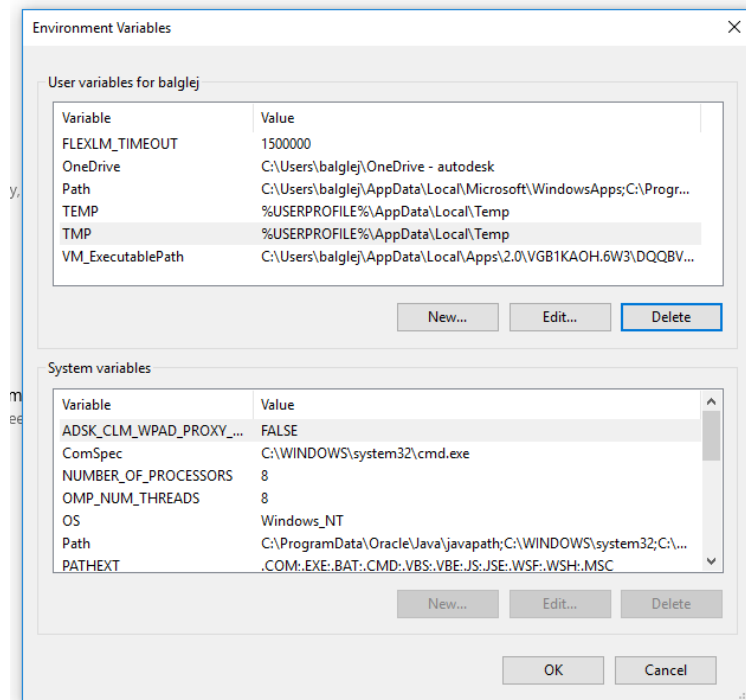 Environment Variables
User variables for balglej
Variable Value
FLEXLM_TIMEOUT 1500000
OneDrive C:\Users\balglej\OneDrive - autodesk
Path C:\Users\balglej\AppData\Local\Microsoft\WindowsApps;C:\Progr...
y,
TEMP %USERPROFILE%\AppData\Local\Temp
TMP %USERPROFILE%\AppData\Local\Temp
VM_ExecutablePath C:\Users\balglej\AppData\Local\Apps\2.0\VGB1KAOH.6W3\DQQBV...
New... Edit... Delete
System variables
m
Variable Value
ee
ADSK_CLM_WPAD_PROXY_... FALSE
ComSpec C:\WINDOWS\system32\cmd.exe
NUMBER_OF_PROCESSORS 8
OMP_NUM_THREADS 8
OS Windows_NT
Path C:\ProgramData\Oracle\Java\javapath;C:\WINDOWS\system32;C:\...
PATHEXT .COM;.EXE;.BAT;.CMD;.VBS;.VBE;.JS;.JSE;.WSF;.WSH;.MSC
New... Edit... Delete
OK Cancel